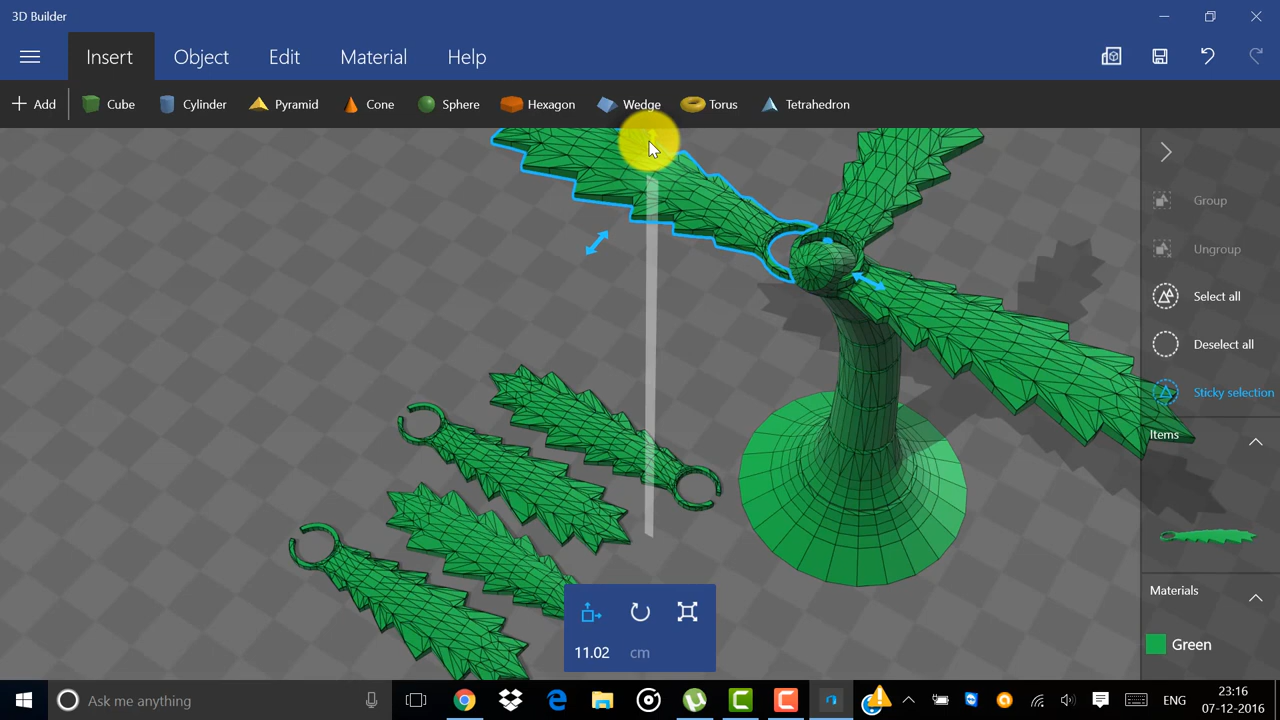 3D Builder
Insert Object Edit Material Help
Add Cube Cylinder Pyramid Cone Sphere Hexagon Wedge Torus Tetrahedron
Group
Ungroup
Select all
Deselect all
Sticky selection
Items
Materials
Green
11.02 cm
Ask me anything
ENG
23:16
07-12-2016